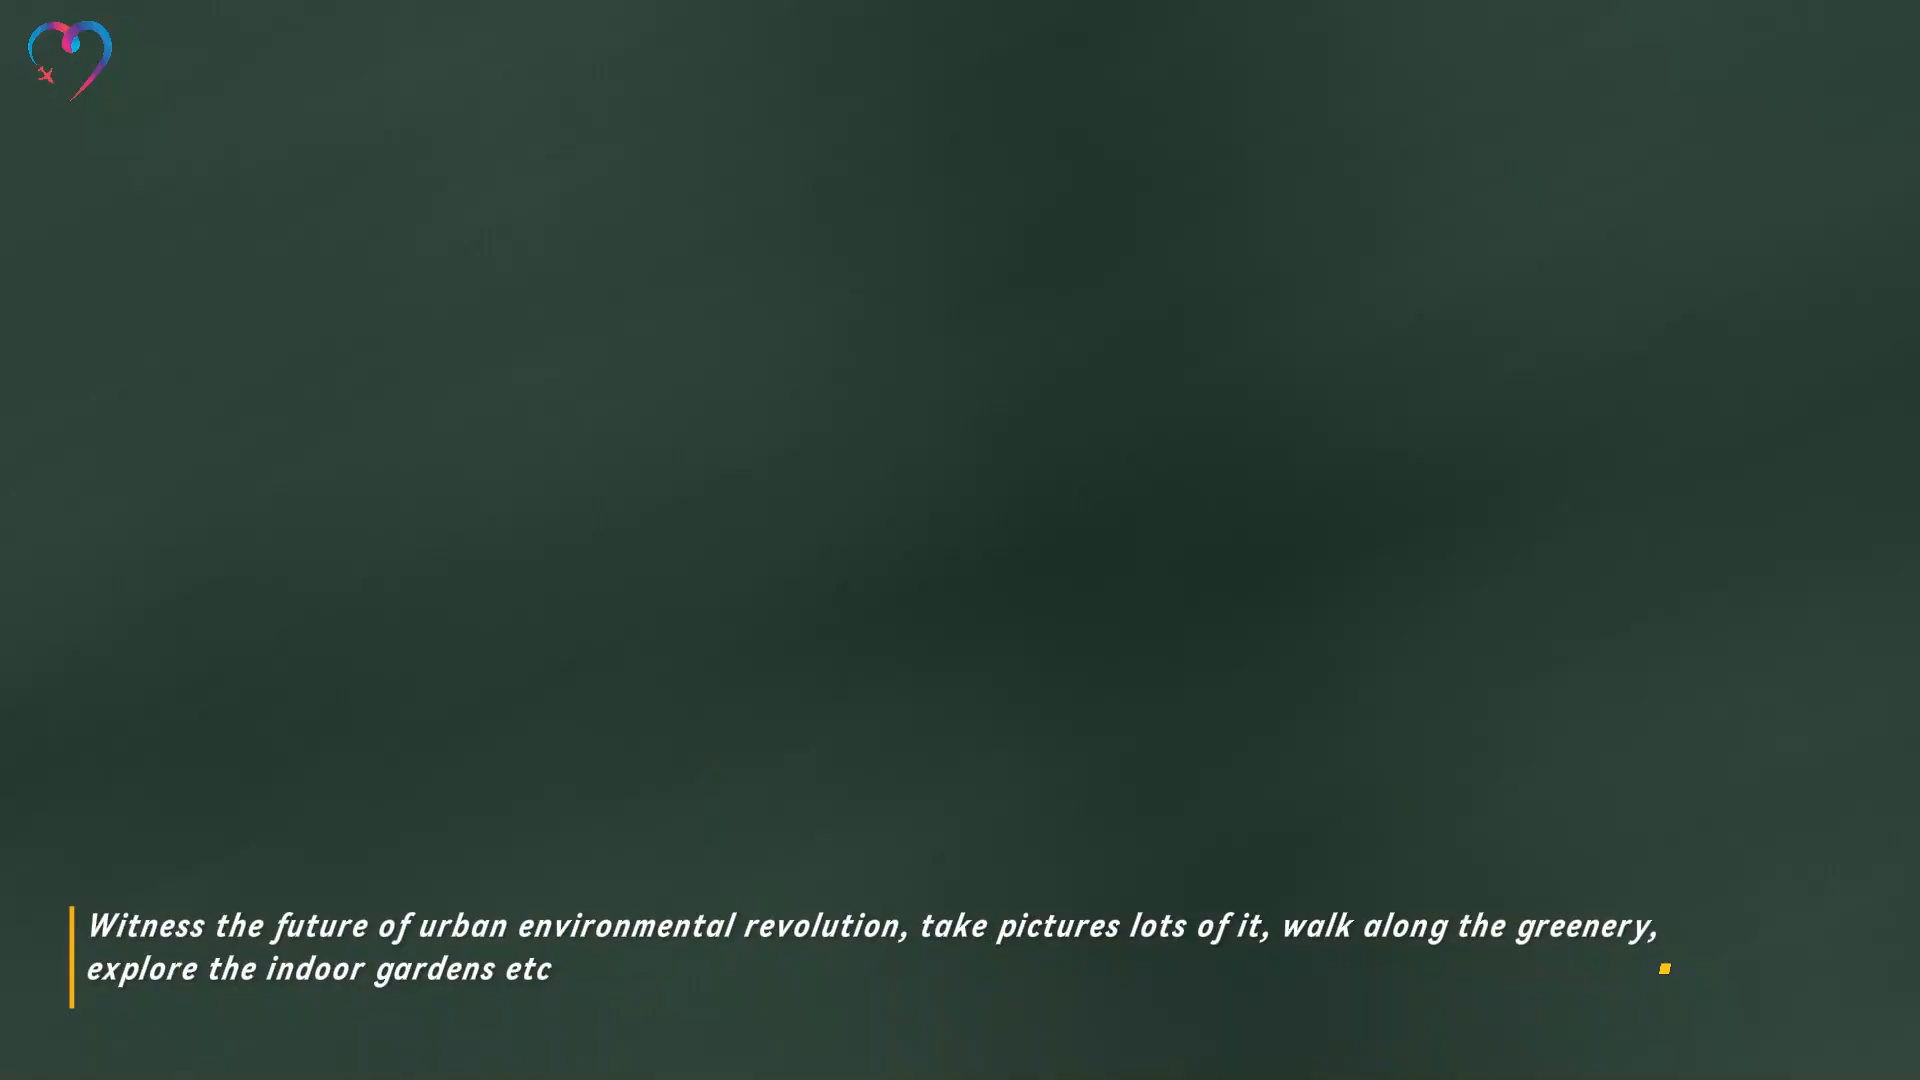 Witness the future of urban environmental revolution, take pictures lots of it, walk along the greenery,
explore the indoor gardens etc